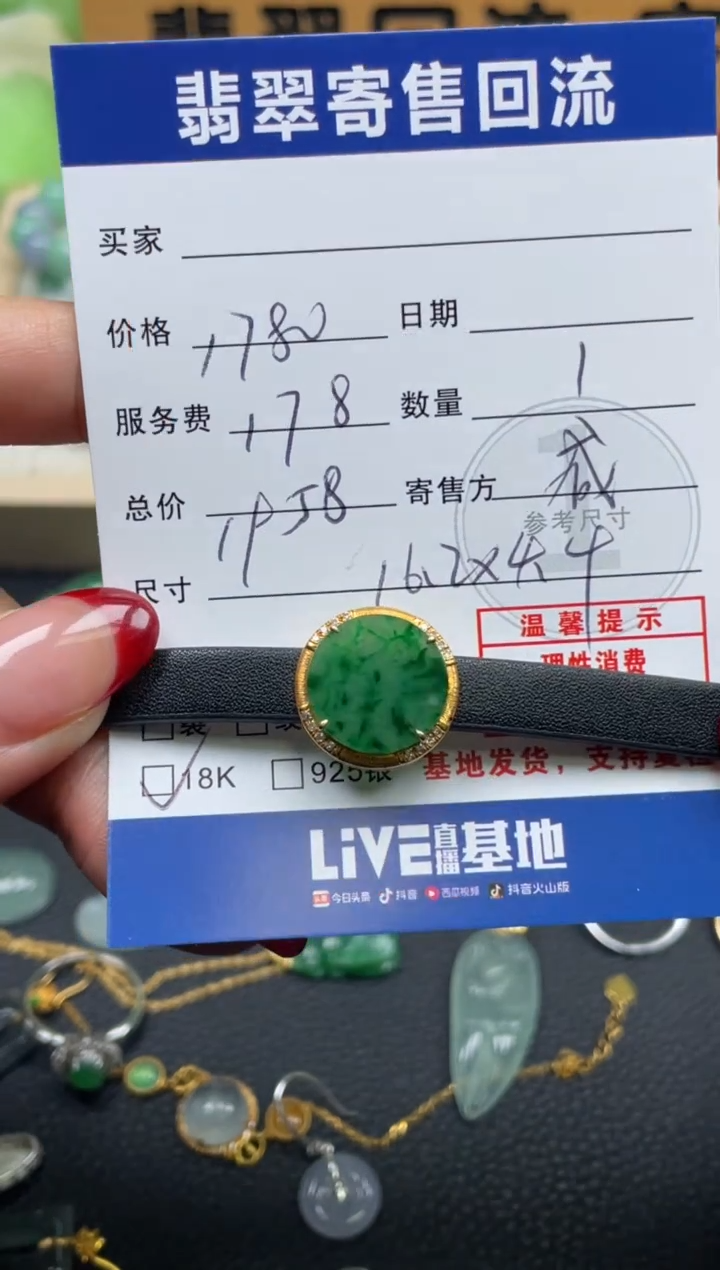 翡翠寄售回流
买家
价格 1780 日期
服务费 178 数量 1
总价 1958 寄售方
参考尺寸
尺寸 16.2×4.4
温馨提示
理性消费
18K 925银
基地发货，支持复检
LiVE直播基地
头条 今日头条 抖音 西瓜视频 抖音火山版